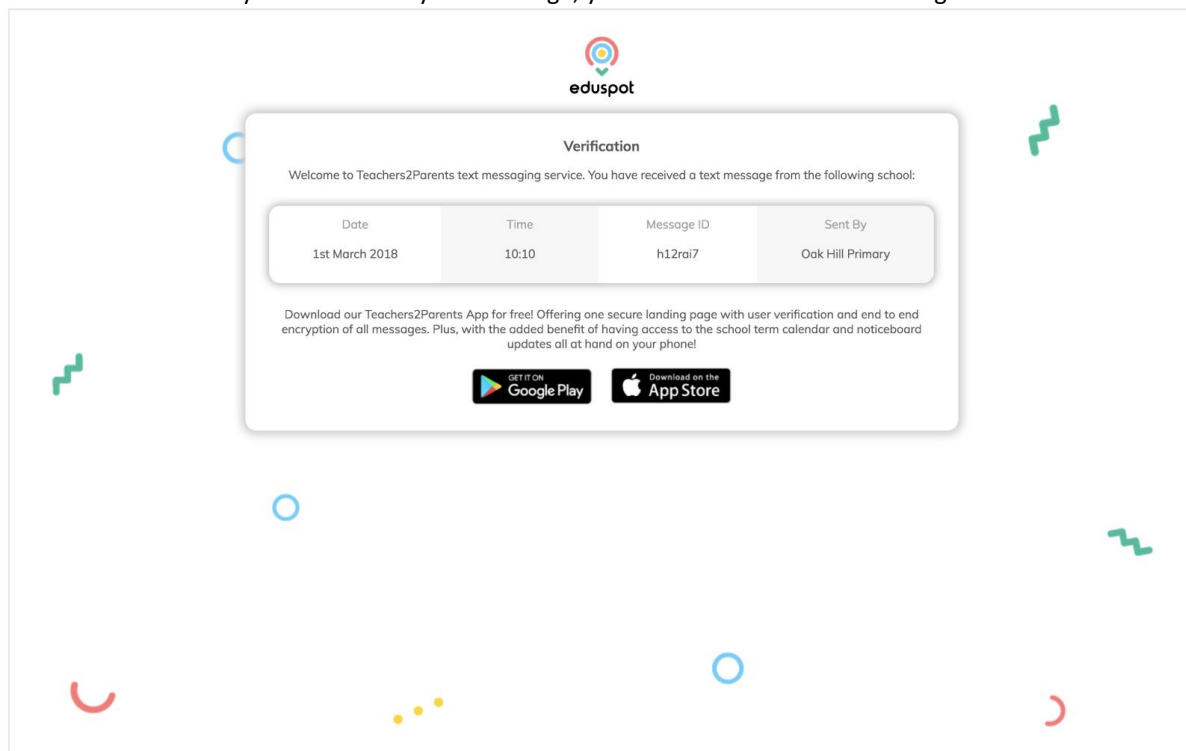 eduspot
Verification
Welcome to Teachers2Parents text messaging service. You have received a text message from the following school:
Date Time Message ID Sent By
1st March 2018 10:10 h12rai7 Oak Hill Primary
Download our Teachers2Parents App for free! Offering one secure landing page with user verification and end to end
encryption of all messages. Plus, with the added benefit of having access to the school term calendar and noticeboard
updates all at hand on your phone!
GET IT ON Download on the
Google Play App Store